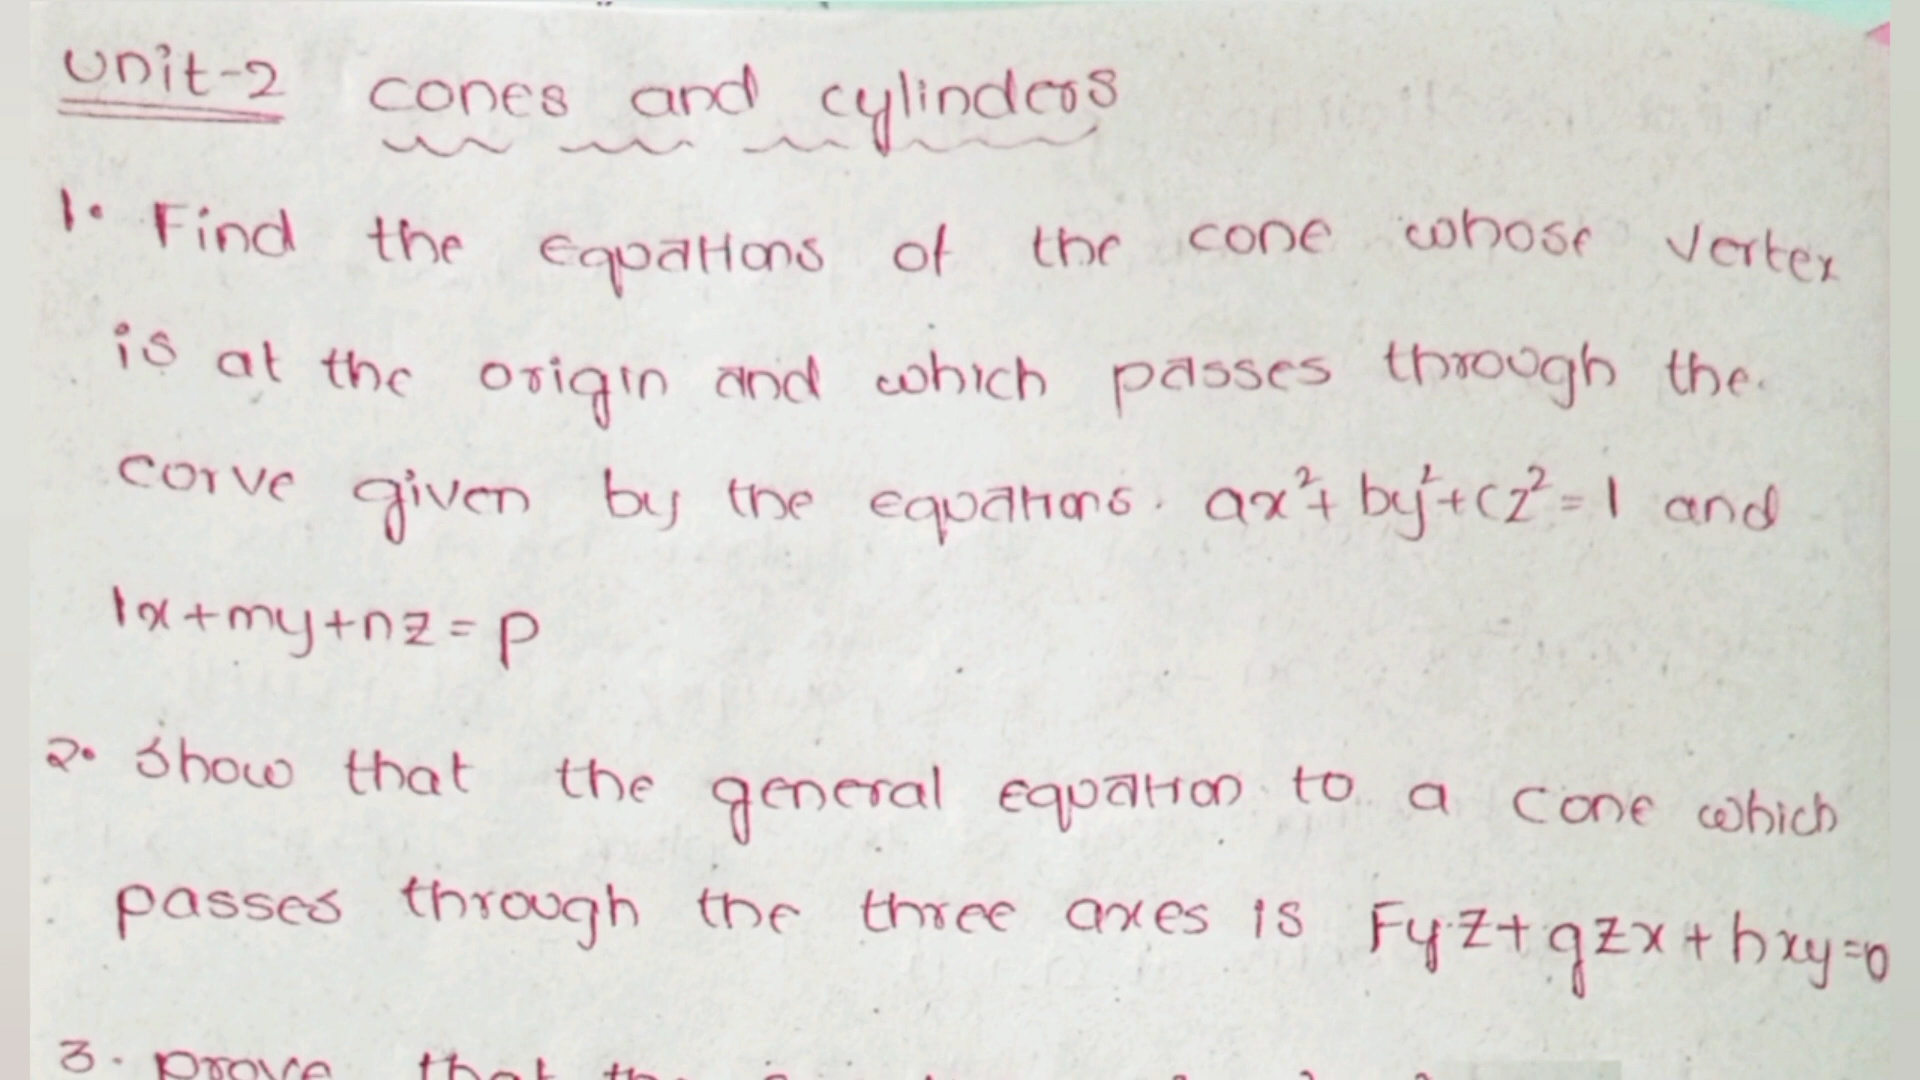 Unit-2 cones and cylinders
1. Find the equations of the cone whose vertex
is at the origin and which passes through the
corve given by the equations. ax²+by²+cz²=1 and
lx+my+nz=p
2. Show that the general equation to a cone which
passes through the three axes is Fyz+gzx+hxy=0
3. prove that